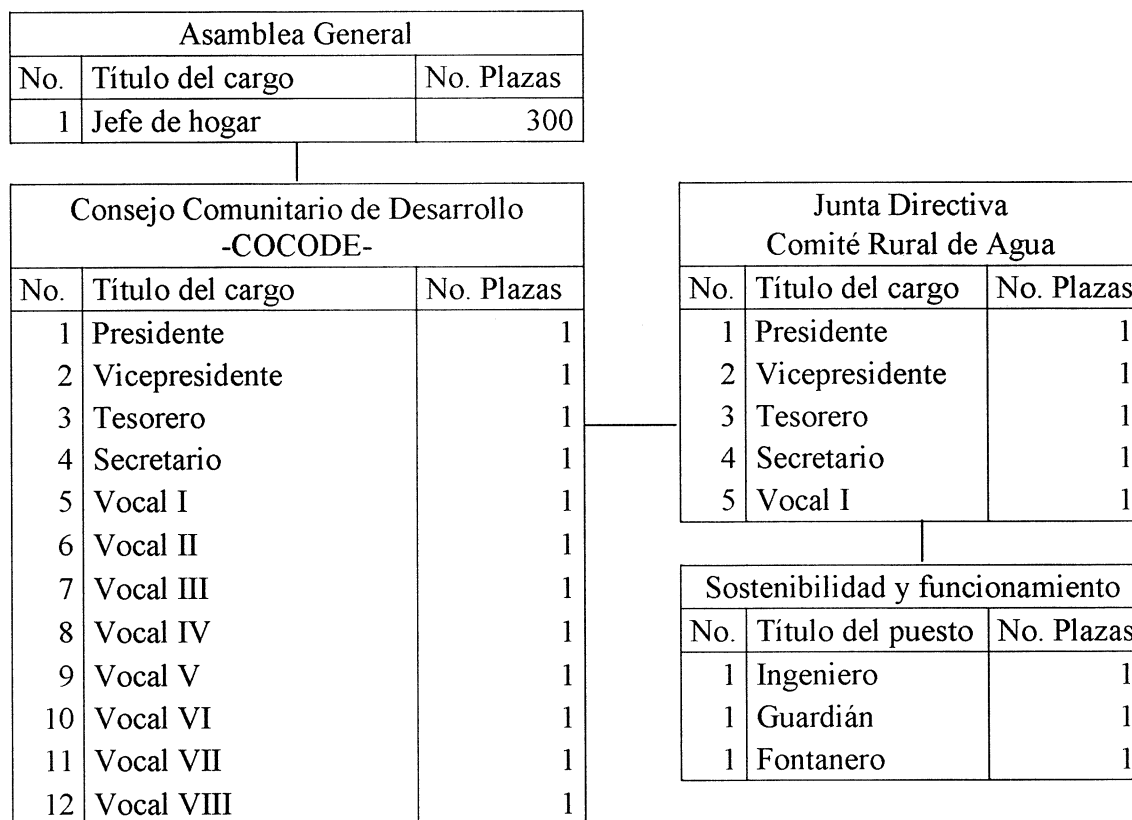 Asamblea General
No. Título del cargo No. Plazas
1 Jefe de hogar 300
Consejo Comunitario de Desarrollo
-COCODE-
No. Título del cargo No. Plazas
1 Presidente 1
2 Vicepresidente 1
3 Tesorero 1
4 Secretario 1
5 Vocal I 1
6 Vocal II 1
7 Vocal III 1
8 Vocal IV 1
9 Vocal V 1
10 Vocal VI 1
11 Vocal VII 1
12 Vocal VIII 1
Junta Directiva
Comité Rural de Agua
No. Título del cargo No. Plazas
1 Presidente 1
2 Vicepresidente 1
3 Tesorero 1
4 Secretario 1
5 Vocal I 1
Sostenibilidad y funcionamiento
No. Título del puesto No. Plazas
1 Ingeniero 1
1 Guardián 1
1 Fontanero 1